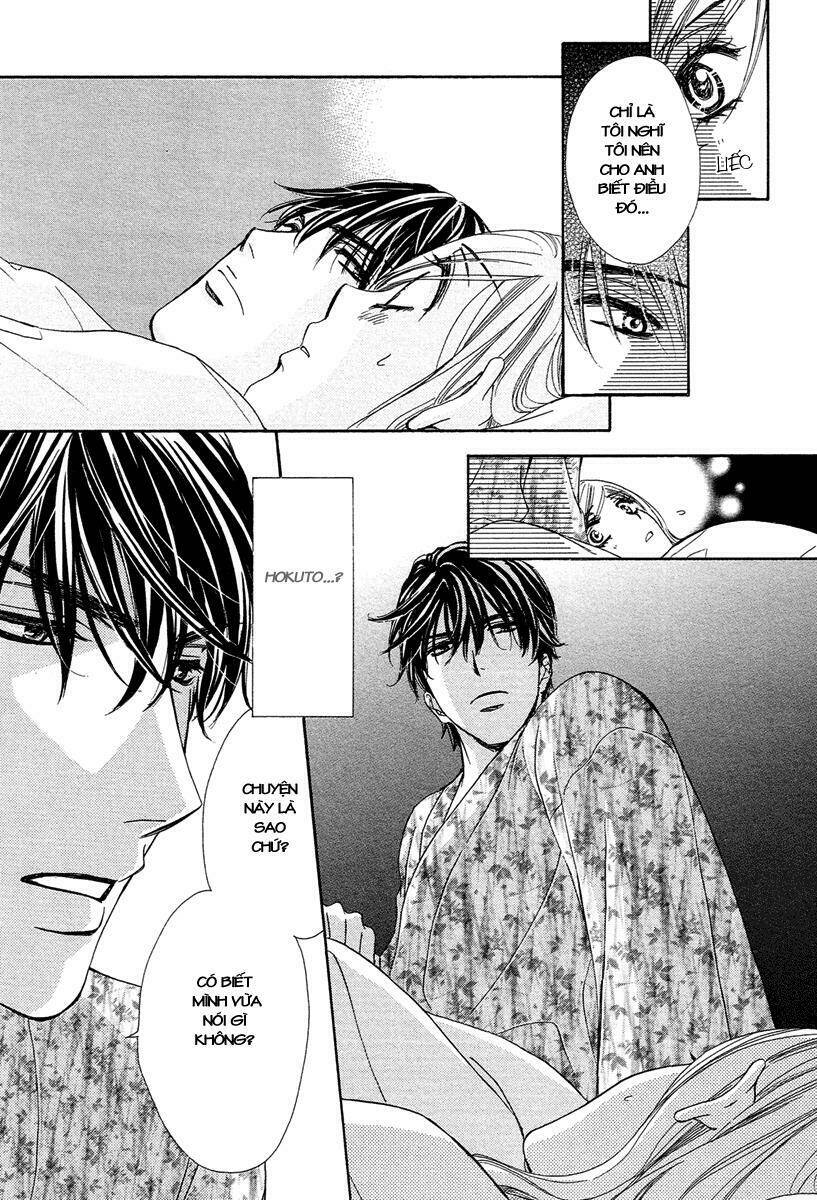 LIẾC
CHỈ LÀ
TÔI NGHĨ
TÔI NÊN
CHO ANH
BIẾT ĐIỀU
ĐÓ...
HOKUTO...?
CHUYỆN
NÀY LÀ
SAO
CHỨ?
CÓ BIẾT
MÌNH VỪA
NÓI GÌ
KHÔNG?